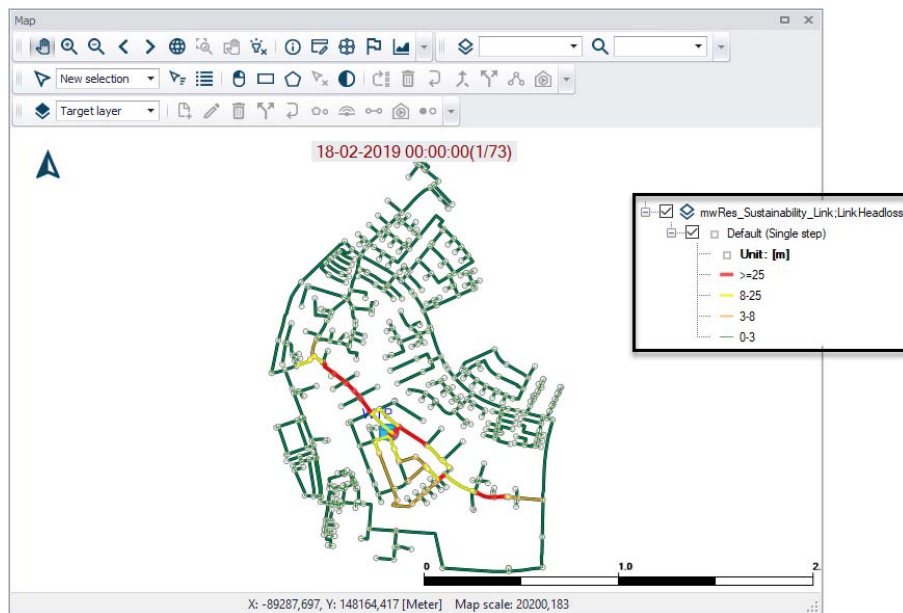 Map
New selection
Target layer
18-02-2019 00:00:00(1/73)
mwRes_Sustainability_Link;LinkHeadloss
Default (Single step)
Unit: [m]
>=25
8-25
3-8
0-3
0 1.0 2.
X: -89287,697, Y: 148164,417 [Meter] Map scale: 20200,183